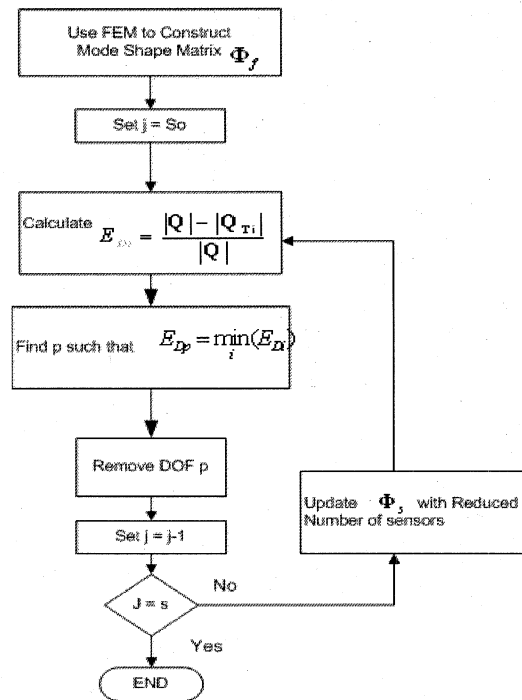 Use FEM to Construct
Mode Shape Matrix Φ_f
Set j = So
Calculate E = (|Q| − |Q_Ti|) / |Q|
Find p such that E_Dp = min_i(E_Di)
Remove DOF p
Set j = j-1
J = s
No
Update Φ_s with Reduced
Number of sensors
Yes
END